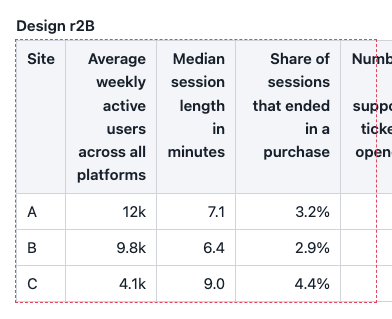 Design r2B
Site
Average
weekly
active
users
across all
platforms
Median
session
length
in
minutes
Share of
sessions
that ended
in a
purchase
A 12k 7.1 3.2%
B 9.8k 6.4 2.9%
C 4.1k 9.0 4.4%